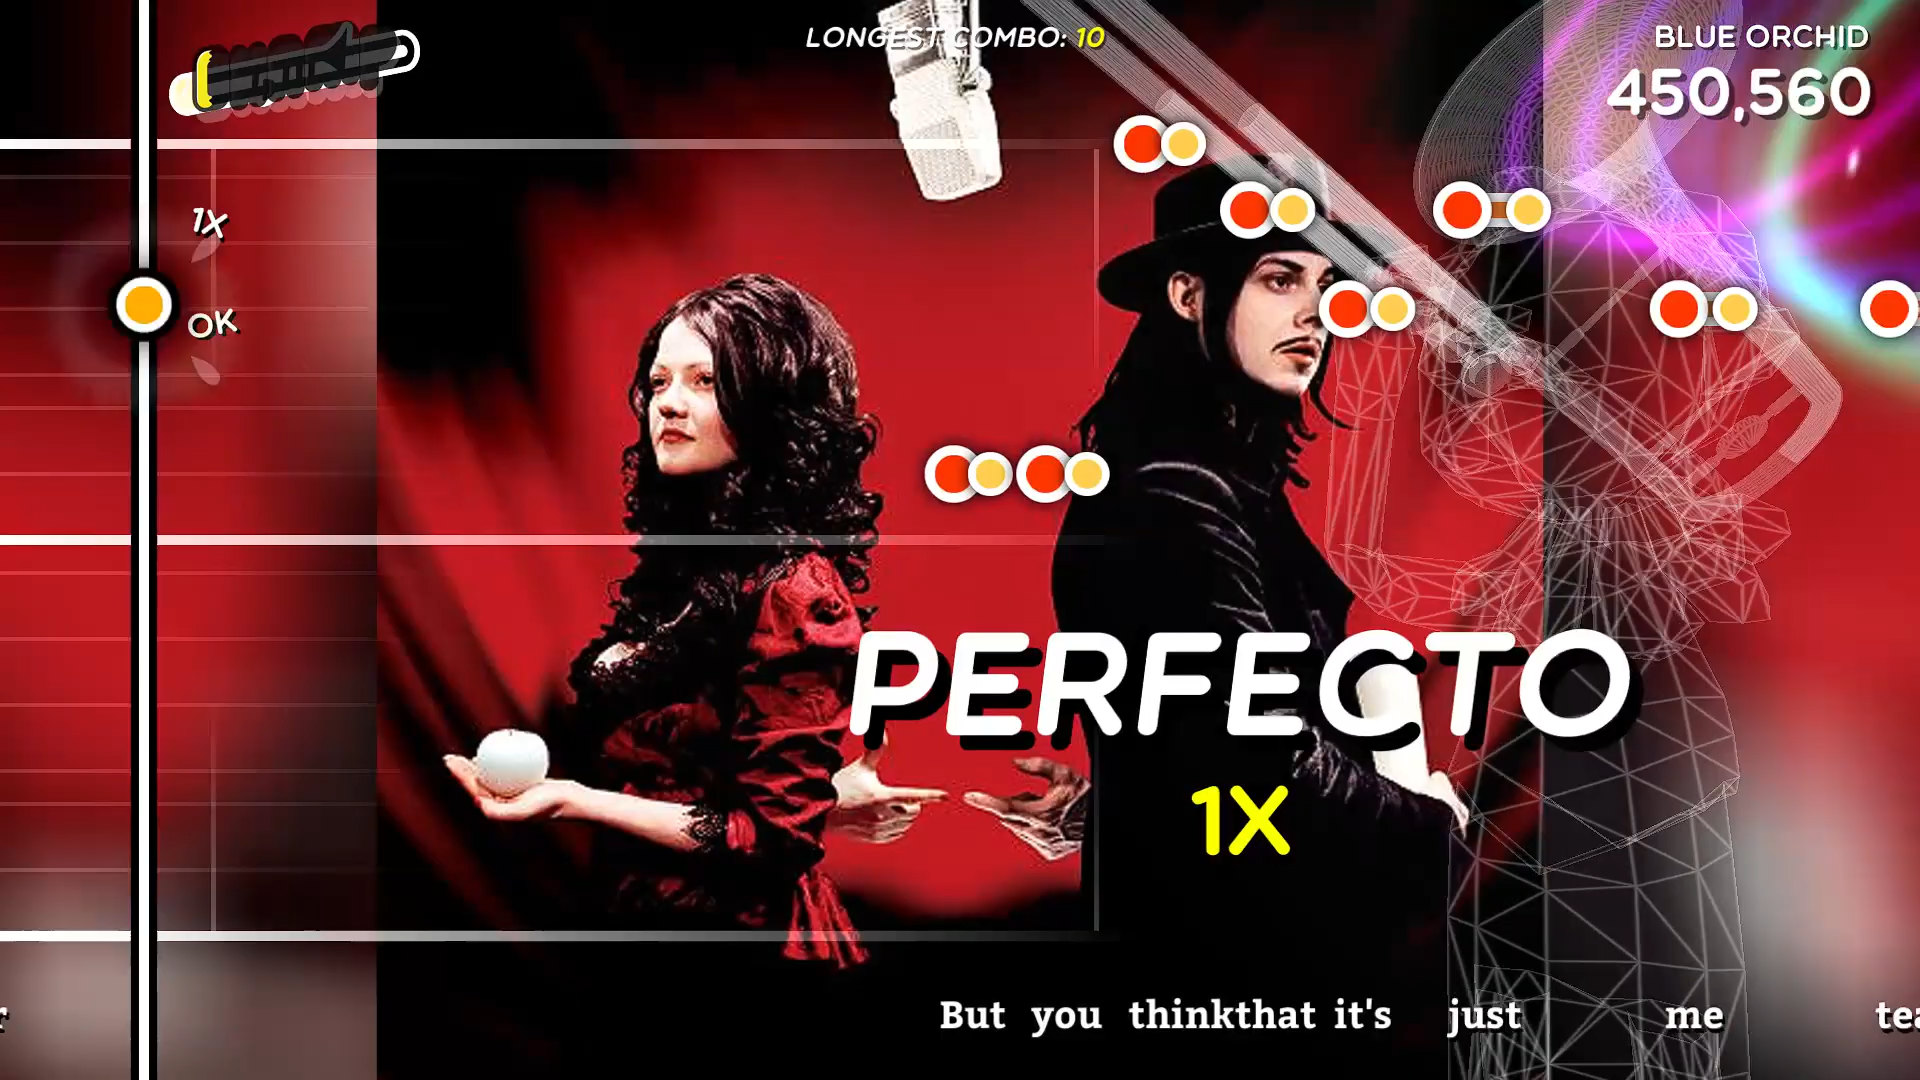 LONGEST COMBO: 10
BLUE ORCHID
450,560
1X
OK
PERFECTO
1X
But you thinkthat it's just me